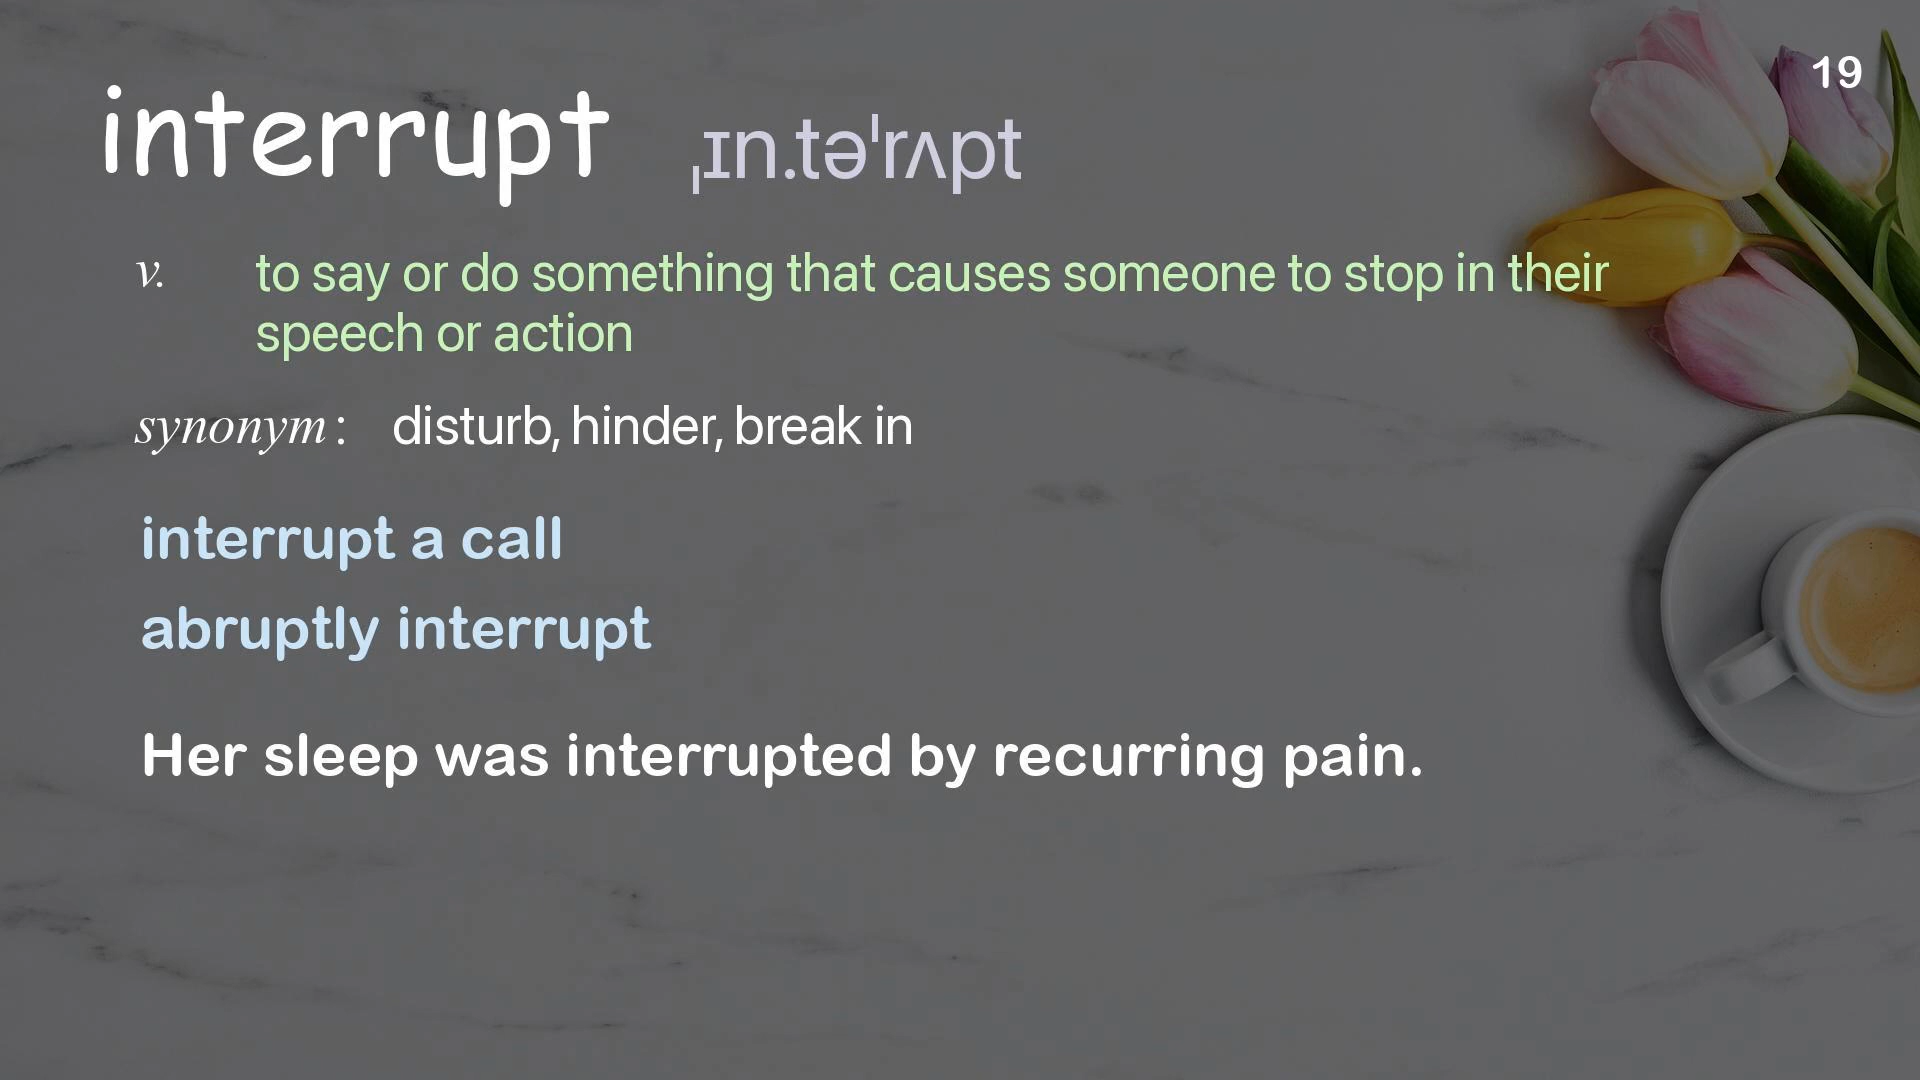 19
interrupt ˌɪn.təˈrʌpt
v. to say or do something that causes someone to stop in their
speech or action
synonym: disturb, hinder, break in
interrupt a call
abruptly interrupt
Her sleep was interrupted by recurring pain.